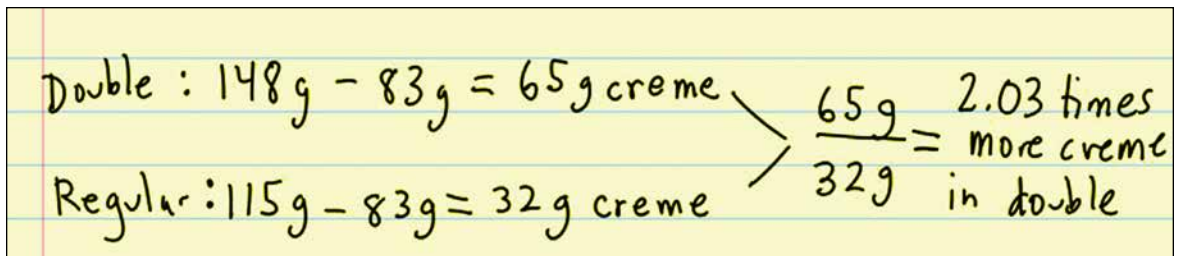 Double : 148g - 83g = 65g creme
Regular : 115g - 83g = 32g creme
65g
32g
= 2.03 times
more creme
in double